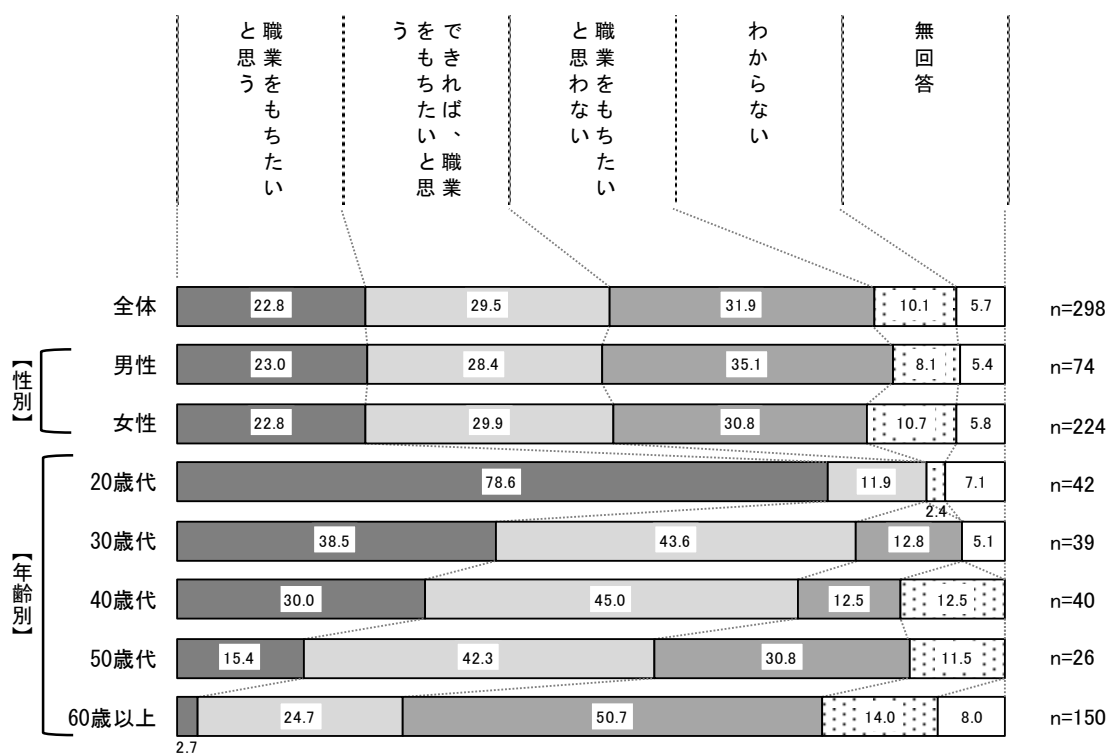 職業をもちたい
と思う
できれば、職業
をもちたいと思
う
職業をもちたい
と思わない
わからない
無回答
全体 22.8 29.5 31.9 10.1 5.7 n=298
【性別】
男性 23.0 28.4 35.1 8.1 5.4 n=74
女性 22.8 29.9 30.8 10.7 5.8 n=224
【年齢別】
20歳代 78.6 11.9 2.4 7.1 n=42
30歳代 38.5 43.6 12.8 5.1 n=39
40歳代 30.0 45.0 12.5 12.5 n=40
50歳代 15.4 42.3 30.8 11.5 n=26
60歳以上 2.7 24.7 50.7 14.0 8.0 n=150